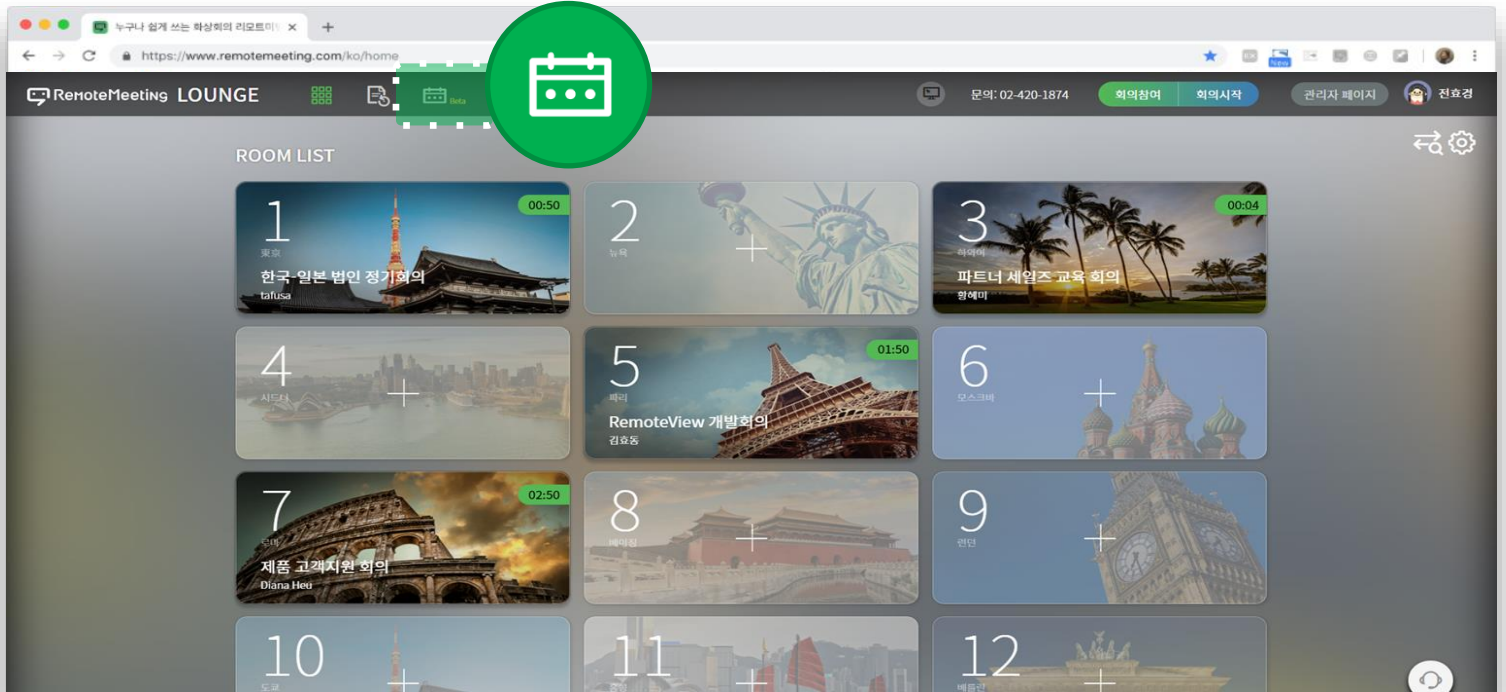 누구나 쉽게 쓰는 화상회의 리모트미
https://www.remotemeeting.com/ko/home
New
RemoteMeeting LOUNGE
Beta
문의: 02-420-1874
회의참여
회의시작
관리자 페이지
전효경
ROOM LIST
1
00:50
東京
한국-일본 법인 정기회의
tafusa
2
뉴욕
3
00:04
하와이
파트너 세일즈 교육 회의
황혜미
4
시드니
5
01:50
파리
RemoteView 개발회의
김효동
6
모스크바
7
02:50
로마
제품 고객지원 회의
Diana Heu
8
베이징
9
런던
10
도쿄
11
12
베를린